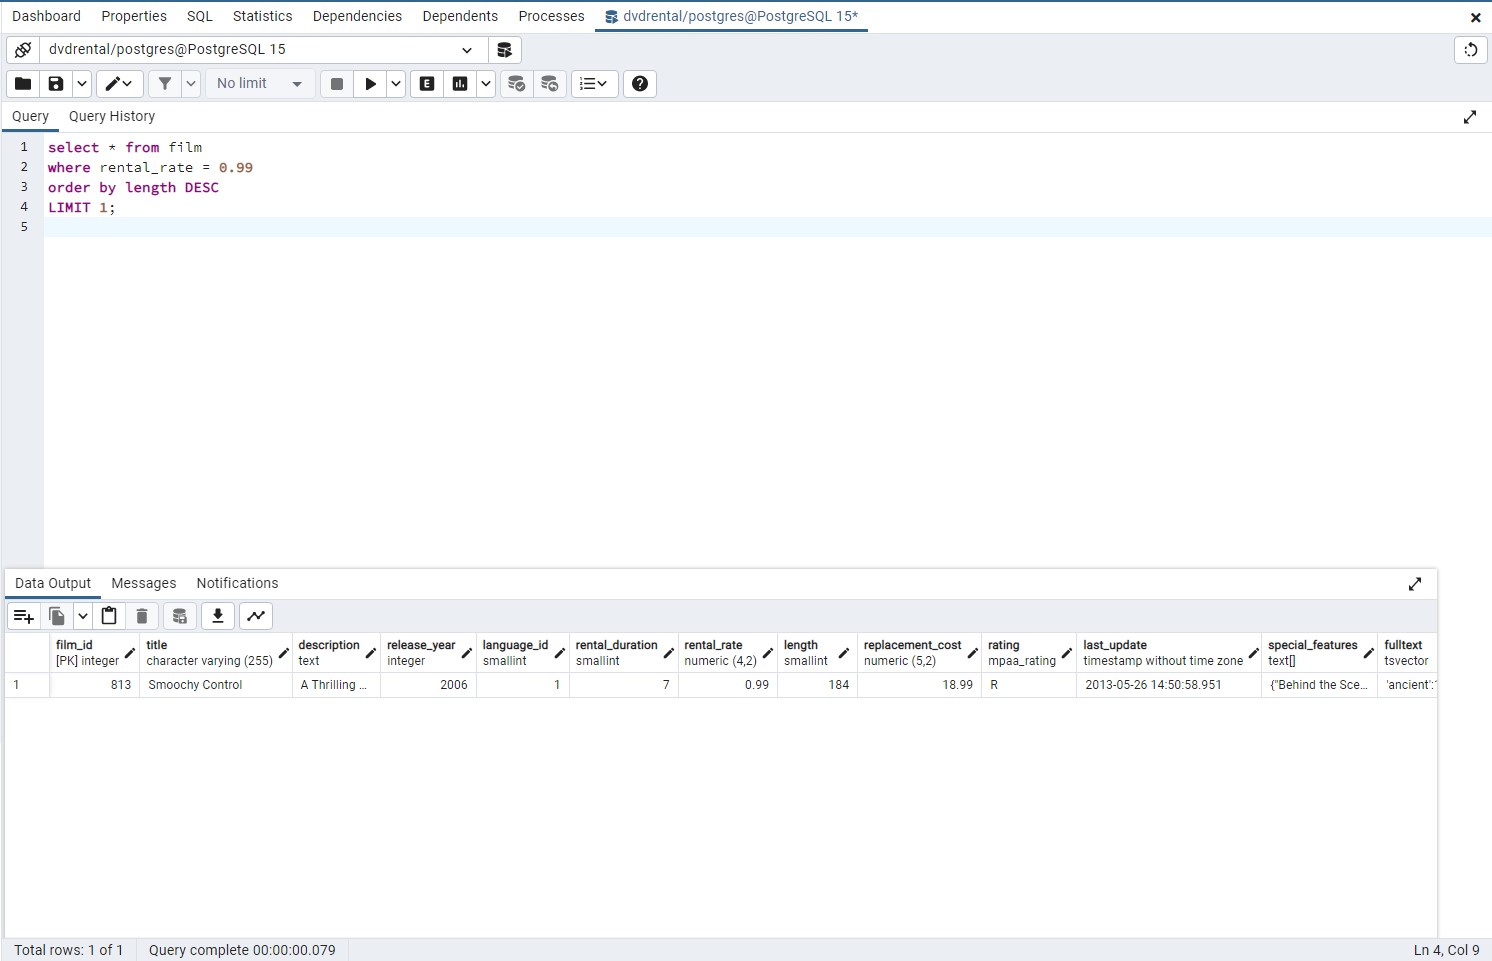 Dashboard Properties SQL Statistics Dependencies Dependents Processes dvdrental/postgres@PostgreSQL 15*
dvdrental/postgres@PostgreSQL 15
No limit E
Query Query History
1 select * from film
2 where rental_rate = 0.99
3 order by length DESC
4 LIMIT 1;
5
Data Output Messages Notifications
film_id title description release_year language_id rental_duration rental_rate length replacement_cost rating last_update special_features fulltext
[PK] integer character varying (255) text integer smallint smallint numeric (4,2) smallint numeric (5,2) mpaa_rating timestamp without time zone text[] tsvector
1 813 Smoochy Control A Thrilling ... 2006 1 7 0.99 184 18.99 R 2013-05-26 14:50:58.951 {"Behind the Sce... 'ancient':
Total rows: 1 of 1 Query complete 00:00:00.079 Ln 4, Col 9